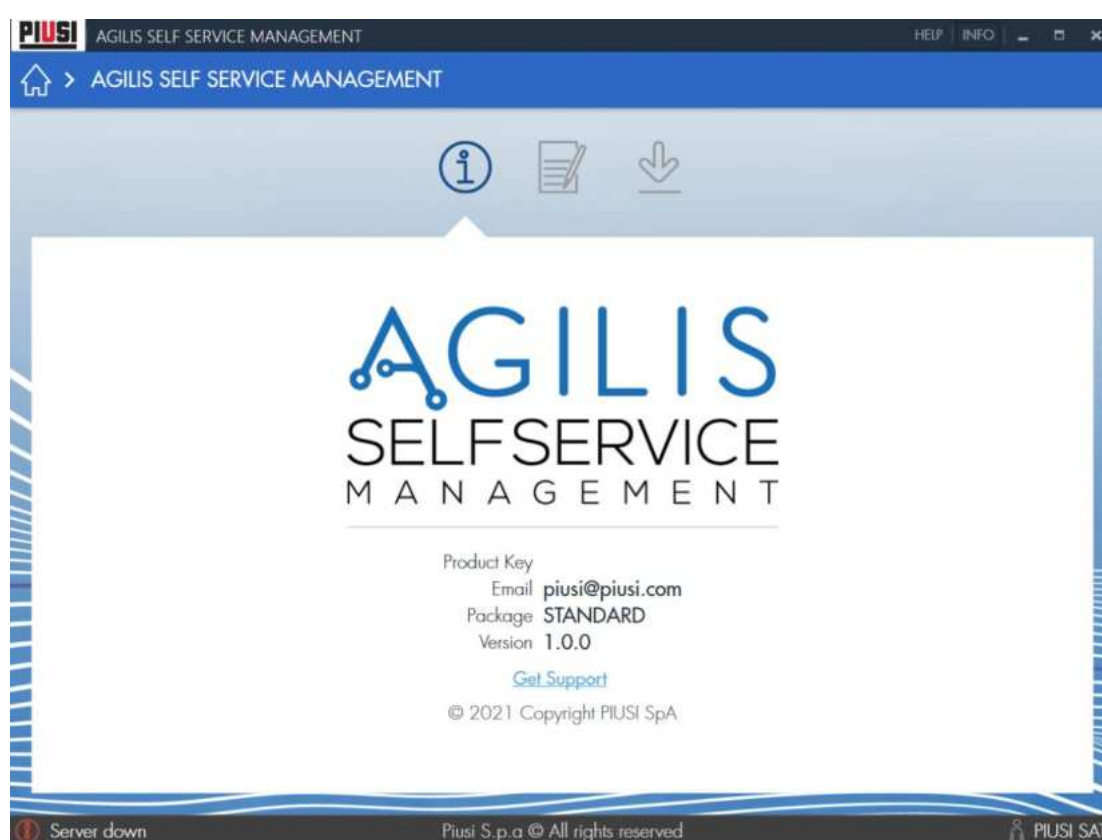 PIUSI AGILIS SELF SERVICE MANAGEMENT HELP INFO
> AGILIS SELF SERVICE MANAGEMENT
AGILIS
SELFSERVICE
MANAGEMENT
Product Key
Email piusi@piusi.com
Package STANDARD
Version 1.0.0
Get Support
© 2021 Copyright PIUSI SpA
Server down Piusi S.p.a © All rights reserved PIUSI SAT